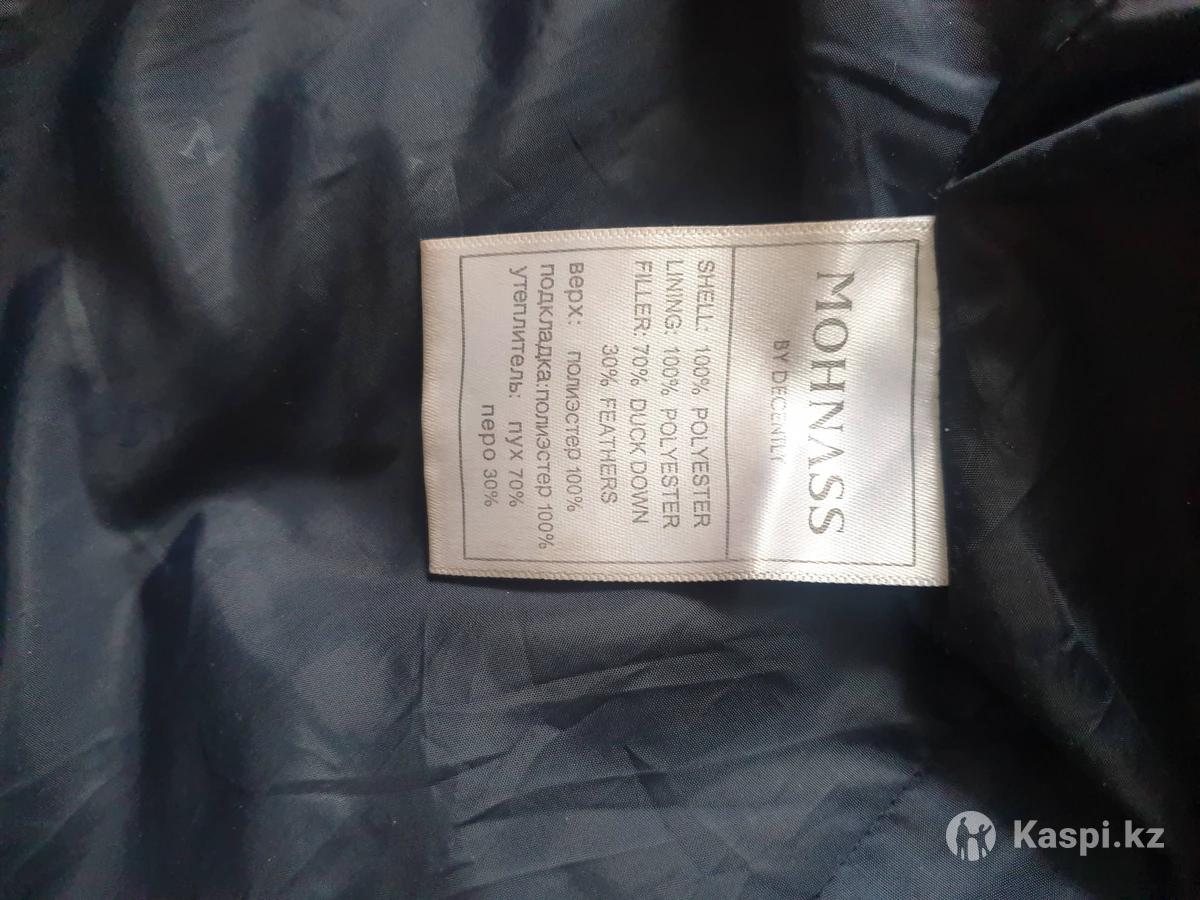 MOHNASS
BY DECENTLY
SHELL: 100% POLYESTER
LINING: 100% POLYESTER
FILLER: 70% DUCK DOWN
30% FEATHERS
верх: полиэстер 100%
подкладка:полиэстер 100%
утеплитель: пух 70%
перо 30%
Kaspi.kz